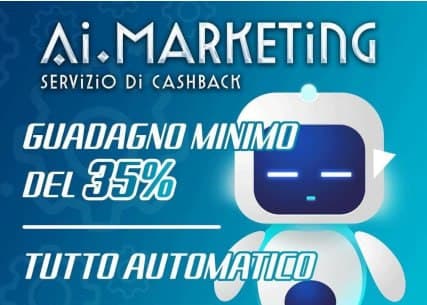 Ai.MARKETiNG
SERVIZIO Di CASHBACK
GUADAGNO MINIMO
DEL 35%
TUTTO AUTOMATICO